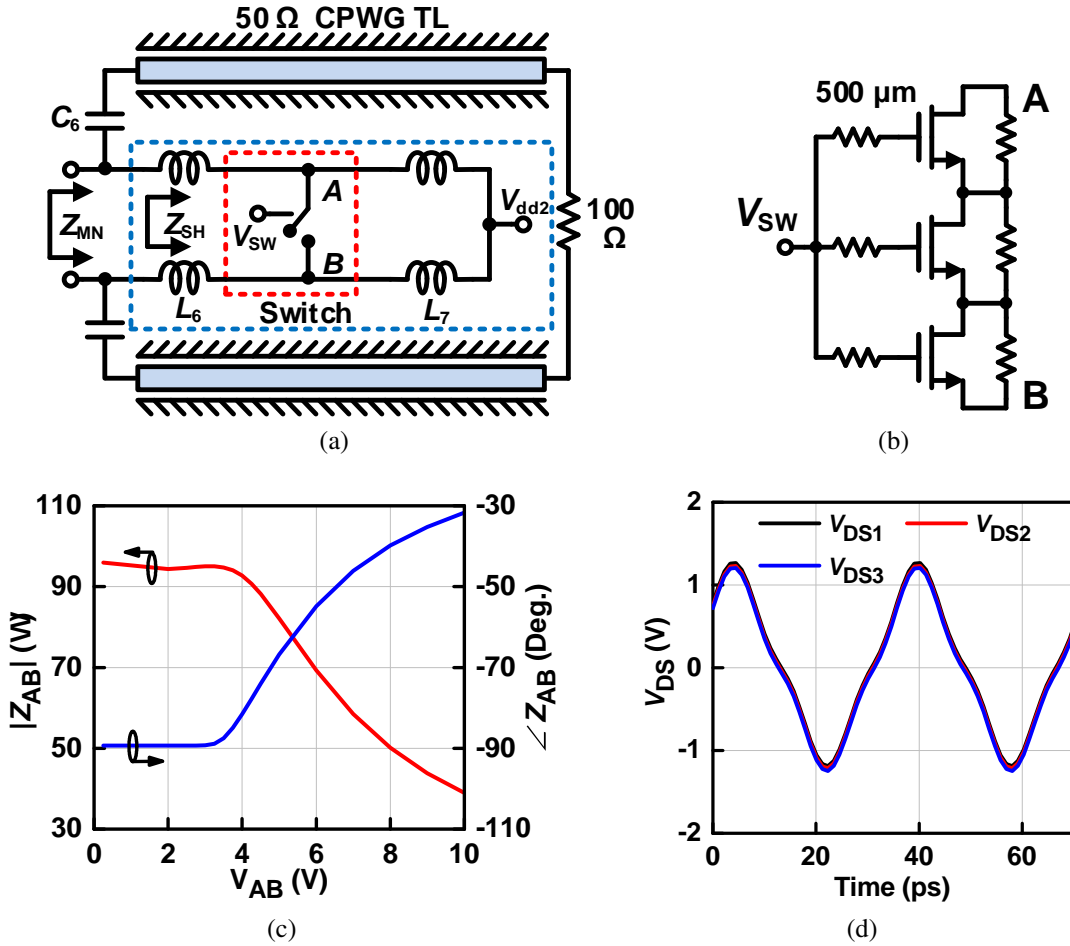 50 Ω CPWG TL
C6
ZMN
ZSH
VSW
A
B
Vdd2
100
Ω
L6
Switch
L7
(a)
500 µm
A
VSW
B
(b)
110
90
70
50
30
|ZAB| (W)
-30
-50
-70
-90
-110
∠ZAB (Deg.)
0 2 4 6 8 10
VAB (V)
(c)
2
1
0
-1
-2
VDS (V)
VDS1 VDS2
VDS3
0 20 40 60
Time (ps)
(d)